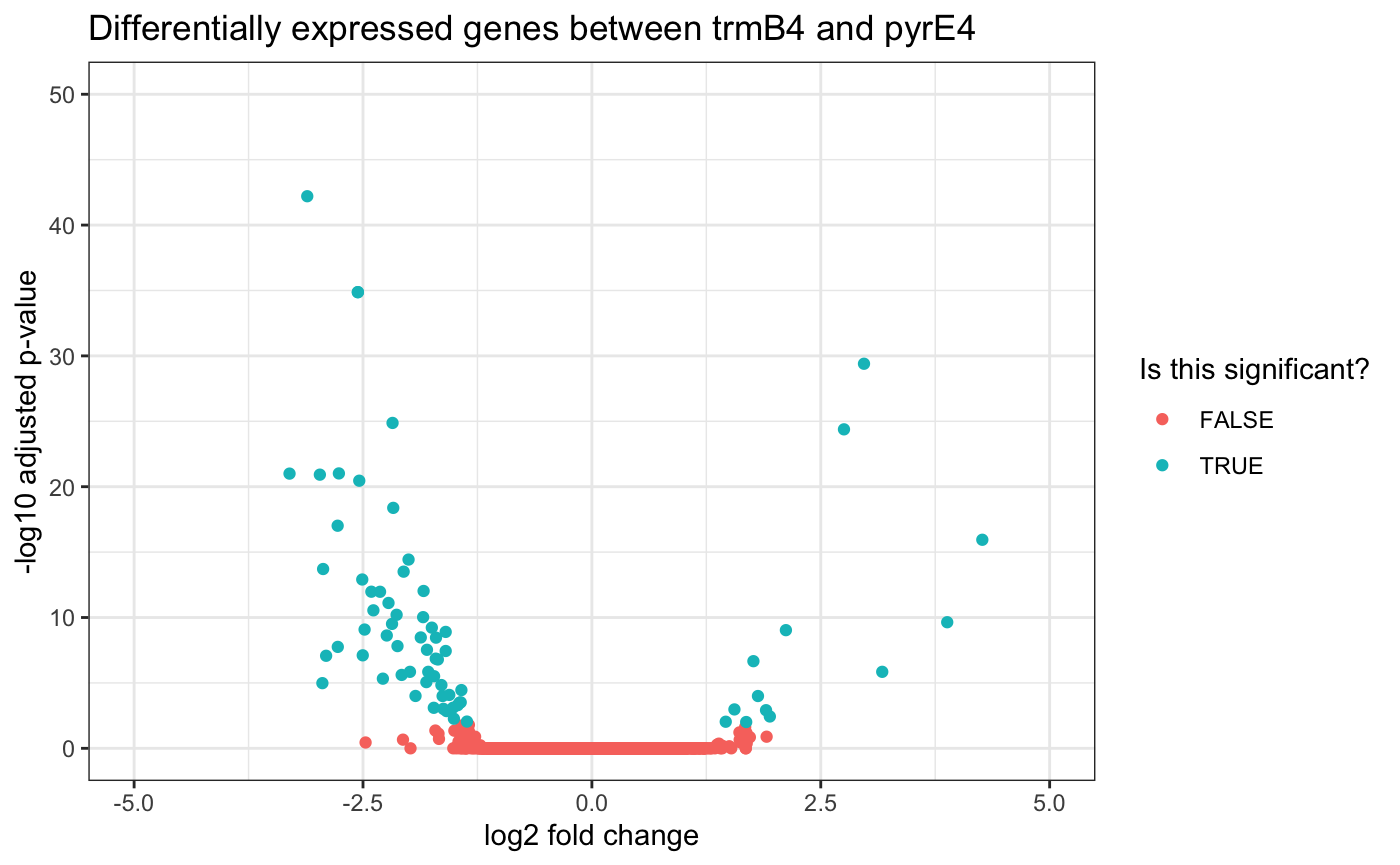 Differentially expressed genes between trmB4 and pyrE4
50
40
30
20
10
0
-log10 adjusted p-value
-5.0
-2.5
0.0
2.5
5.0
log2 fold change
Is this significant?
FALSE
TRUE